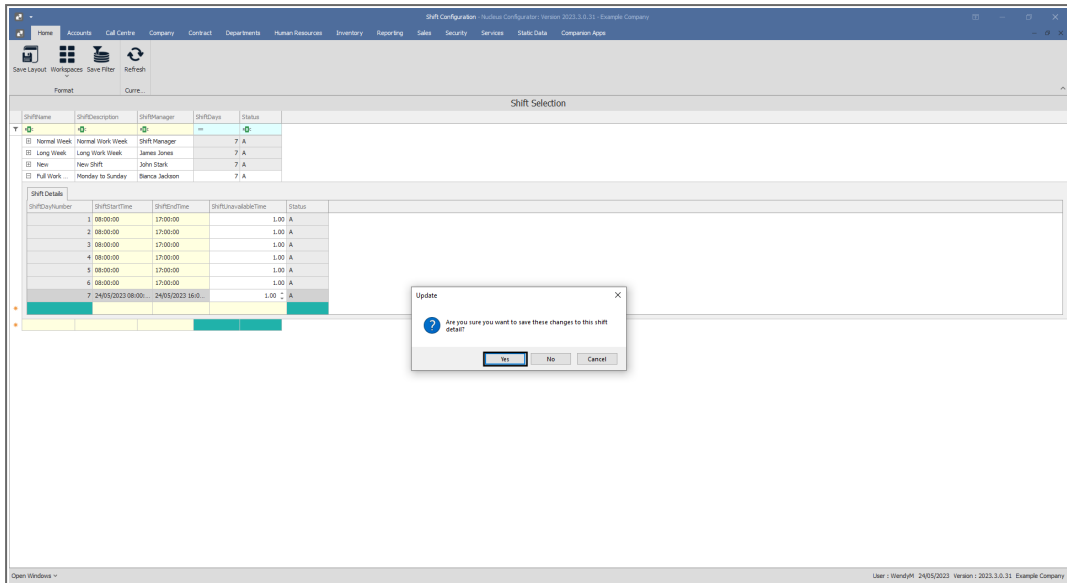 Shift Configuration - Nucleus Configurator: Version 2023.3.0.31 - Example Company
Home Accounts Call Centre Company Contract Departments Human Resources Inventory Reporting Sales Security Services Static Data Companion Apps
Save Layout Workspaces Save Filter Refresh
Format Curre...
Shift Selection
ShiftName ShiftDescription ShiftManager ShiftDays Status
Normal Week Normal Work Week Shift Manager 7 A
Long Week Long Work Week James Jones 7 A
New New Shift John Stark 7 A
Full Work ... Monday to Sunday Bianca Jackson 7 A
Shift Details
ShiftDayNumber ShiftStartTime ShiftEndTime ShiftUnavailableTime Status
1 08:00:00 17:00:00 1.00 A
2 08:00:00 17:00:00 1.00 A
3 08:00:00 17:00:00 1.00 A
4 08:00:00 17:00:00 1.00 A
5 08:00:00 17:00:00 1.00 A
6 08:00:00 17:00:00 1.00 A
7 24/05/2023 08:00:... 24/05/2023 16:0... 1.00 A
Update
Are you sure you want to save these changes to this shift
detail?
Yes No Cancel
Open Windows
User : WendyM 24/05/2023 Version : 2023.3.0.31 Example Company